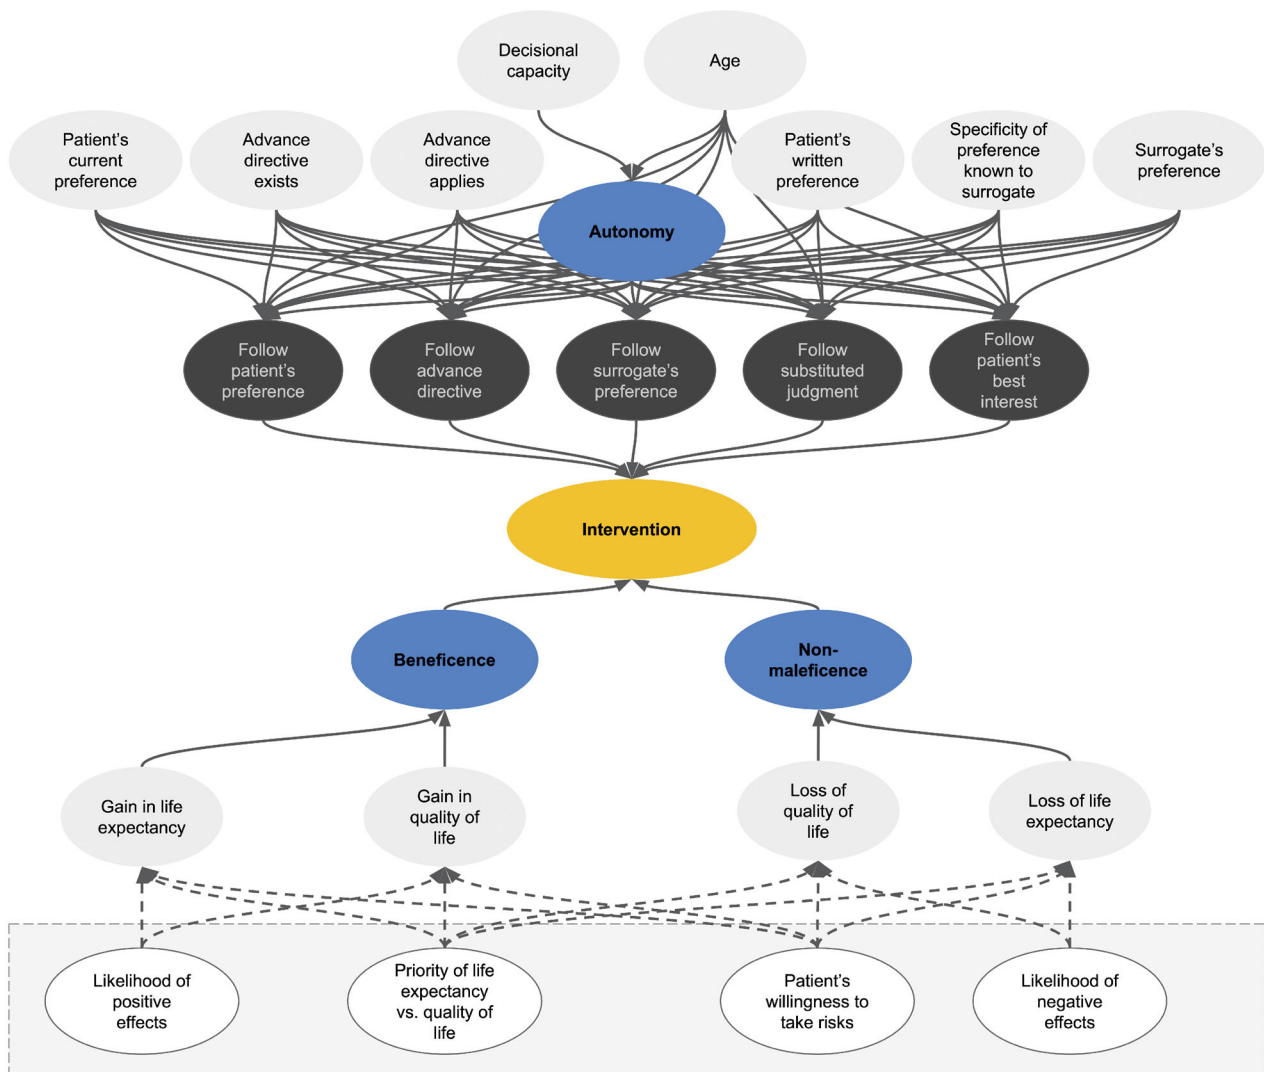 Decisional
capacity
Age
Patient's
current
preference
Advance
directive
exists
Advance
directive
applies
Patient's
written
preference
Specificity of
preference
known to
surrogate
Surrogate's
preference
Autonomy
Follow
patient's
preference
Follow
advance
directive
Follow
surrogate's
preference
Follow
substituted
judgment
Follow
patient's
best
interest
Intervention
Beneficence
Non-
maleficence
Gain in life
expectancy
Gain in
quality of
life
Loss of
quality of
life
Loss of life
expectancy
Likelihood of
positive
effects
Priority of life
expectancy
vs. quality of
life
Patient's
willingness to
take risks
Likelihood of
negative
effects